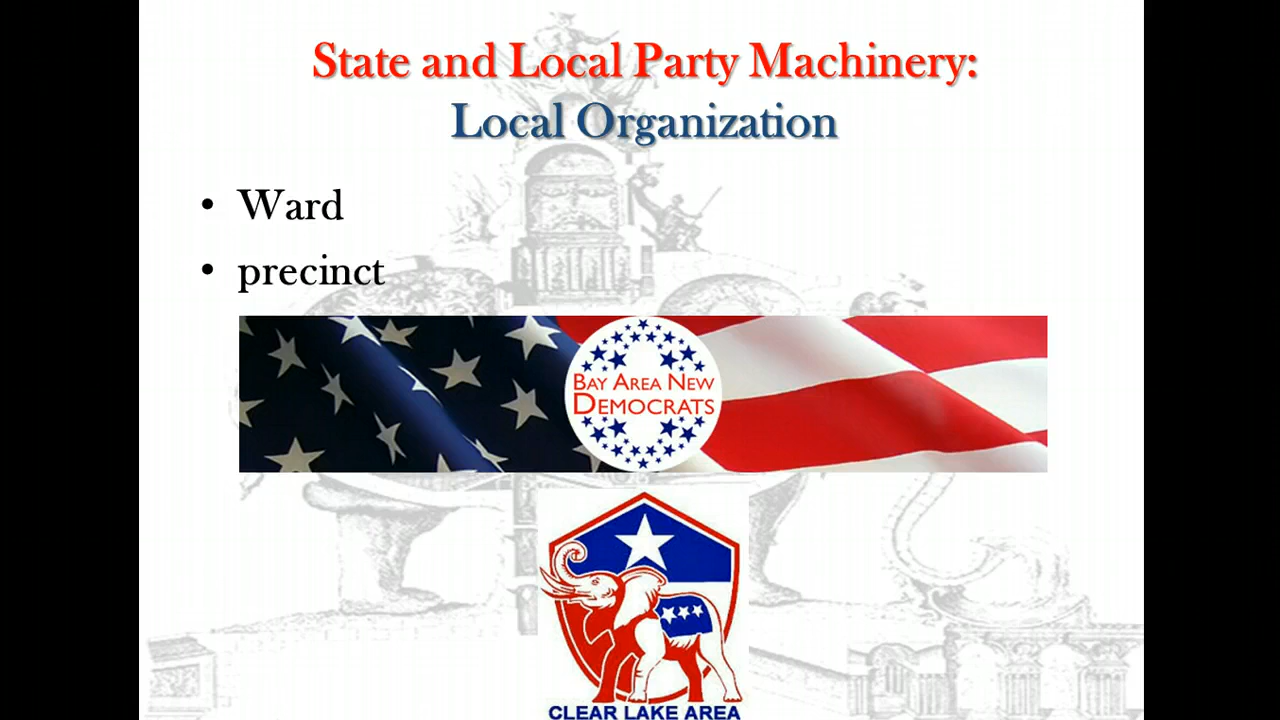 State and Local Party Machinery:
Local Organization
• Ward
• precinct
BAY AREA NEW
DEMOCRATS
CLEAR LAKE AREA